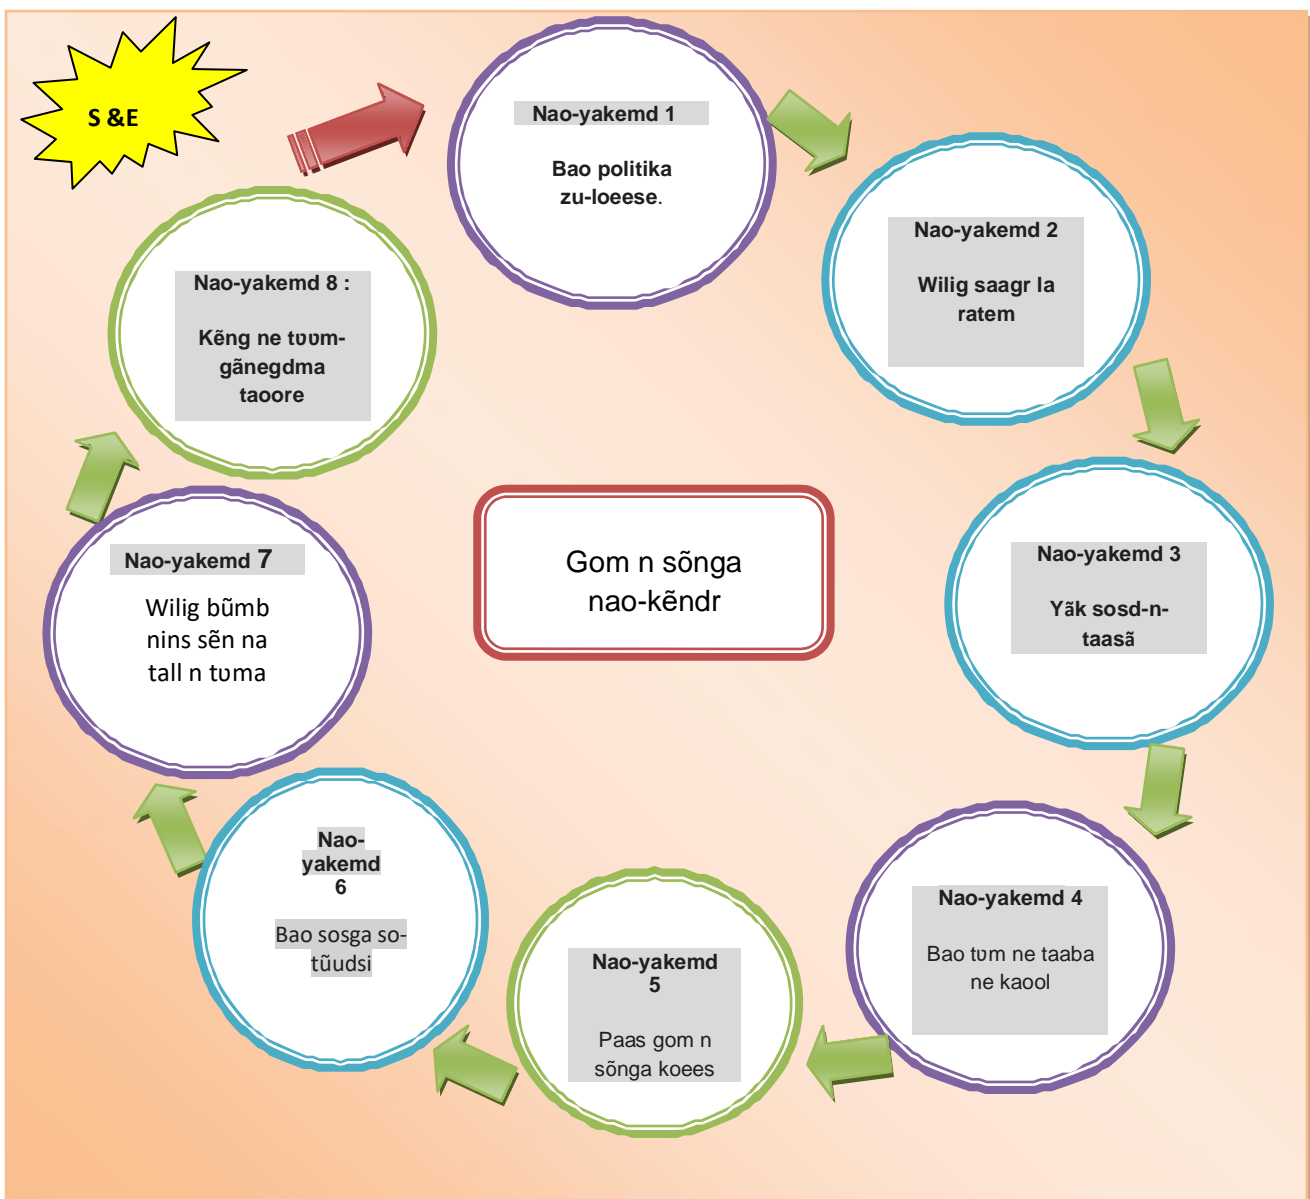 S &E
Nao-yakemd 1
Bao politika
zu-loeese.
Nao-yakemd 2
Wilig saagr la
ratem
Nao-yakemd 3
Yãk sosd-n-
taasã
Nao-yakemd 4
Bao tʋm ne taaba
ne kaool
Nao-yakemd
5
Paas gom n
sõnga koees
Nao-
yakemd
6
Bao sosga so-
tũudsi
Nao-yakemd 7
Wilig bũmb
nins sẽn na
tall n tʋma
Nao-yakemd 8 :
Kẽng ne tʋʋm-
gãnegdma
taoore
Gom n sõnga
nao-kẽndr